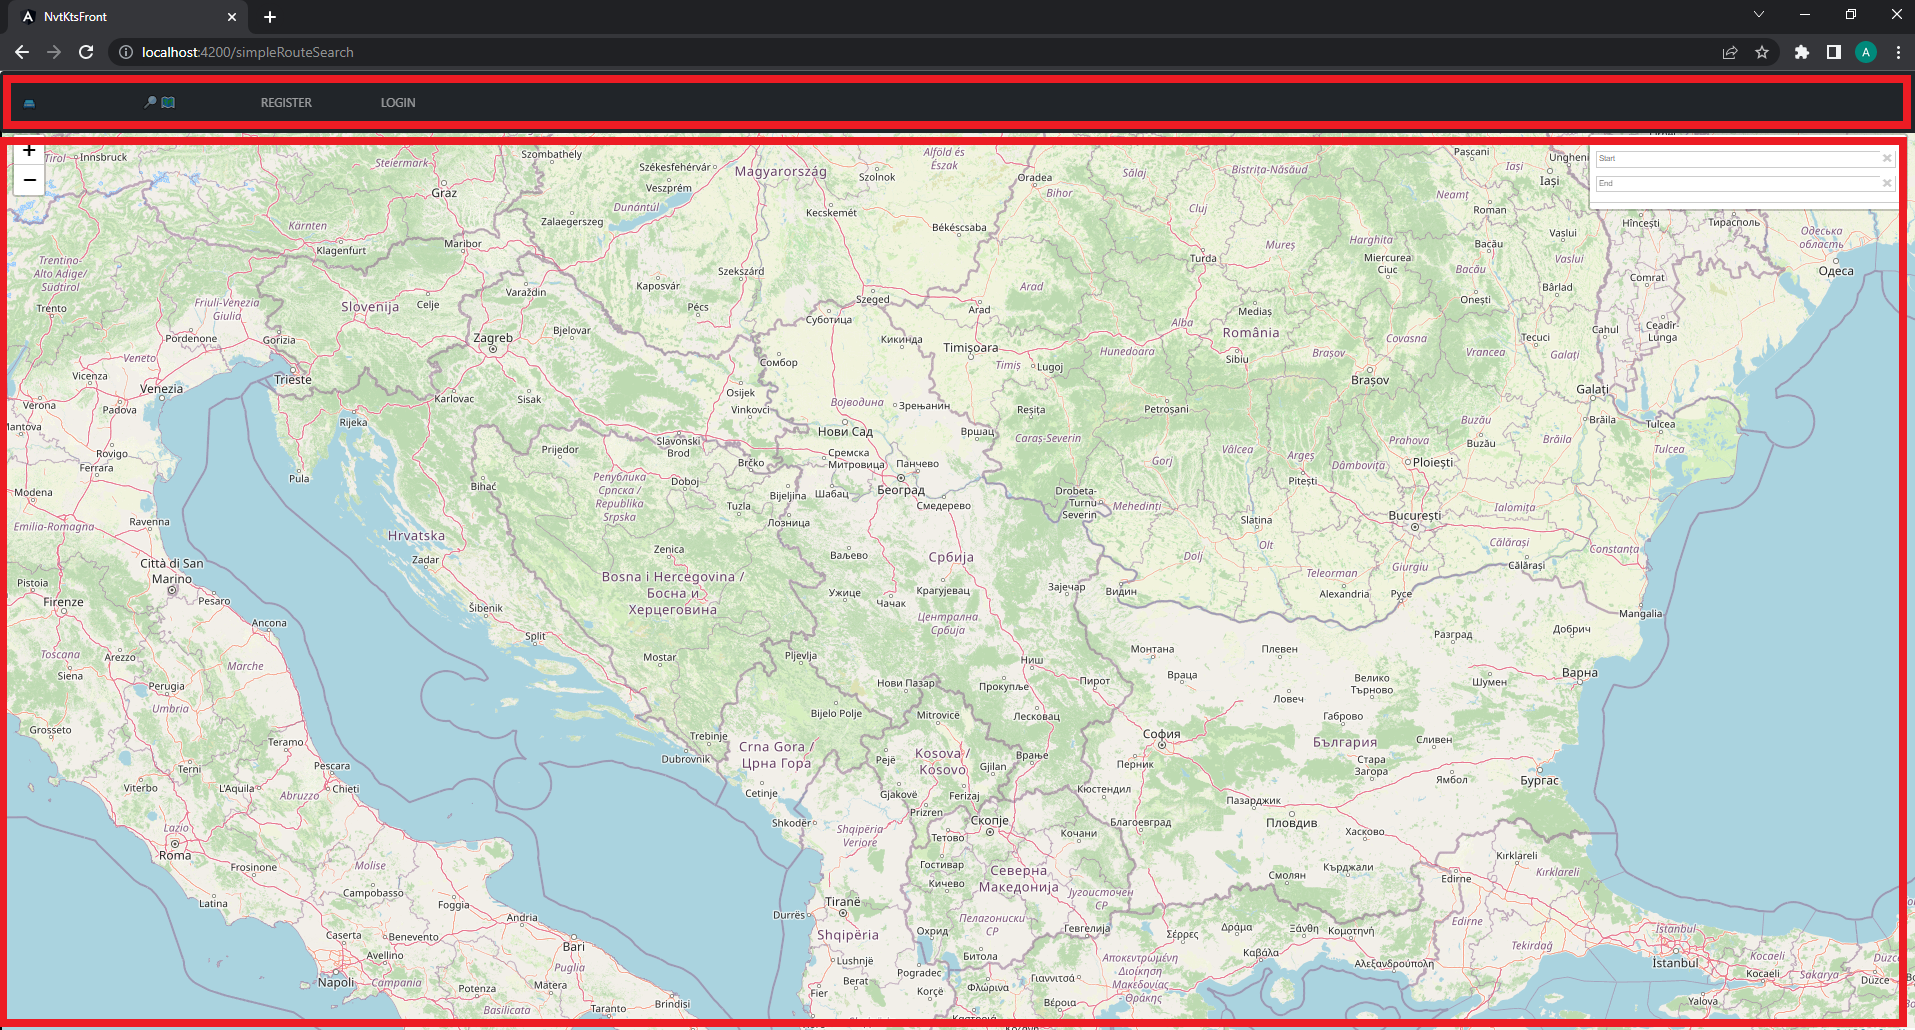 NvtKtsFront
localhost:4200/simpleRouteSearch
REGISTER
LOGIN
+
−
Start
End
Tirol
Innsbruck
Steiermark
Graz
Szombathely
Székesfehérvár
Veszprém
Dunántúl
Magyarország
Szolnok
Alföld és
Észak
Oradea
Bihor
Sălaj
Cluj
Bistrița-Năsăud
Pașcani
Iași
Ungheni
Iași
Neamț
Roman
Hîncești
Тирасполь
Одеська
область
Одеса
Kärnten
Klagenfurt
Maribor
Zalaegerszeg
Kecskemét
Békéscsaba
Turda
Mureș
Harghita
Miercurea
Ciuc
Bacău
Vaslui
Vaslui
Bacău
Comrat
Trentino-
Alto Adige/
Südtirol
Trento
Friuli-Venezia
Giulia
Pordenone
Gorizia
Slovenija
Celje
Varaždin
Kaposvár
Szekszárd
Pécs
Szeged
Суботица
Arad
Arad
Alba
Mediaș
România
Sibiu
Onești
Bârlad
Cahul
Ceadîr-
Lunga
Tecuci
Galați
Covasna
Vrancea
Brașov
Brașov
Veneto
Vicenza
Venezia
Verona
Padova
Trieste
Zagreb
Bjelovar
Karlovac
Sisak
Сомбор
Кикинда
Timișoara
Timiș
Lugoj
Hunedoara
Petroșani
Galați
Brăila
Brăila
Tulcea
Tulcea
Mantova
Rovigo
Ferrara
Modena
Emilia-Romagna
Ravenna
Rijeka
Pula
Osijek
Vinkovci
Војводина
Зрењанин
Reșița
Caraș-Severin
Вршац
Нови Сад
Slavonski
Brod
Brčko
Prijedor
Bihać
Република
Српска /
Republika
Srpska
Doboj
Tuzla
Bijeljina
Сремска
Митровица
Панчево
Београд
Шабац
Смедерево
Лозница
Gorj
Vâlcea
Argeș
Dâmbovița
Prahova
Ploiești
Buzău
Buzău
Pitești
Drobeta-
Turnu
Severin
Mehedinți
Slatina
Olt
București
Ialomița
Călărași
Călărași
Constanța
Dolj
Teleorman
Giurgiu
Alexandria
Русе
Mangalia
Hrvatska
Zadar
Zenica
Bosna i Hercegovina /
Босна и
Херцеговина
Ваљево
Србија
Ужице
Чачак
Крагујевац
Зајечар
Видин
Централна
Србија
Città di San
Marino
Pesaro
Ancona
Pistoia
Firenze
Toscana
Arezzo
Siena
Marche
Perugia
Umbria
Grosseto
Šibenik
Split
Mostar
Pljevlja
Нови Пазар
Ниш
Прокупље
Пирот
Лесковац
Монтана
Враца
Плевен
Разград
Добрич
Варна
Шумен
Велико
Търново
Ловеч
Габрово
Bijelo Polje
Mitrovicë
Trebinje
Dubrovnik
Crna Gora /
Црна Гора
Cetinje
Pejë
Kosova /
Kosovo
Gjilan
Gjakovë
Ferizaj
Prizren
Врање
София
Перник
Кюстендил
България
Сливен
Стара
Загора
Ямбол
Бургас
Teramo
Pescara
Terni
Viterbo
L'Aquila
Abruzzo
Chieti
Lazio
Roma
Frosinone
Latina
Molise
Campobasso
Foggia
Andria
Bari
Caserta
Benevento
Avellino
Napoli
Campania
Potenza
Basilicata
Matera
Puglia
Taranto
Brindisi
Shkodër
Shqipëria
Veriore
Скопје
Тетово
Гостивар
Кичево
Кочани
Благоевград
Пазарджик
Пловдив
Хасково
Кърджали
Смолян
Северна
Македонија
Југоисточен
СР
Пелагониски
СР
Tiranë
Durrës
Shqipëria
Lushnjë
Berat
Fier
Охрид
Pogradec
Korçë
Битола
Гевгелија
Φλώρινα
Γιαννιτσά
Βέροια
Σέρρες
Δράμα
Ξάνθη
Κομοτηνή
Καβάλα
Αλεξανδρούπολη
Αποκεντρωμένη
Διοίκηση
Μακεδονίας
-Θράκης
Kırklareli
Kırklareli
Edirne
Edirne
Tekirdağ
İstanbul
İstanbul
Kocaeli
Kocaeli
Sakarya
Yalova
Düzce